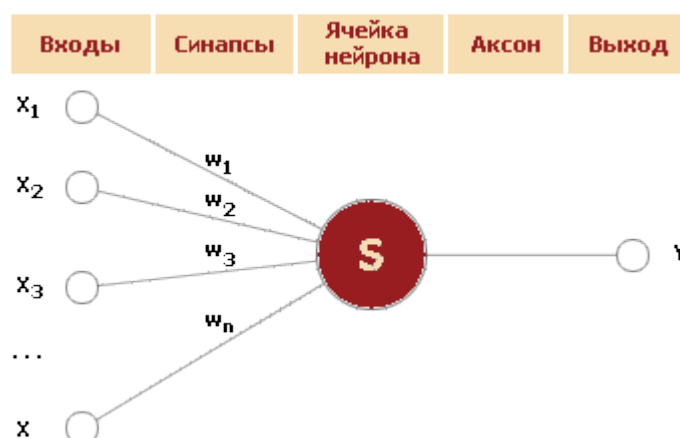 Входы
Синапсы
Ячейка
нейрона
Аксон
Выход
X1
w1
X2
w2
w3
X3
S
wn
...
X